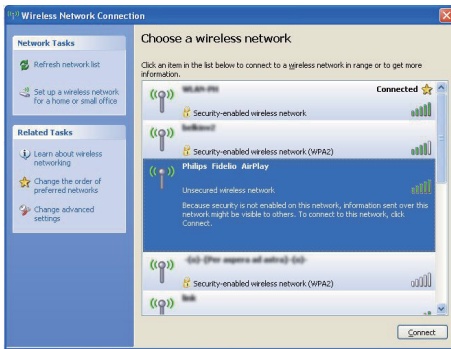 Wireless Network Connection
Choose a wireless network
Network Tasks
Refresh network list
Set up a wireless network
for a home or small office
Related Tasks
Learn about wireless
networking
Change the order of
preferred networks
Change advanced
settings
Click an item in the list below to connect to a wireless network in range or to get more
information.
Connected
Security-enabled wireless network
Security-enabled wireless network (WPA2)
Philips Fidelio AirPlay
Unsecured wireless network
Because security is not enabled on this network, information sent over this
network might be visible to others. To connect to this network, click
Connect.
Security-enabled wireless network (WPA2)
Connect